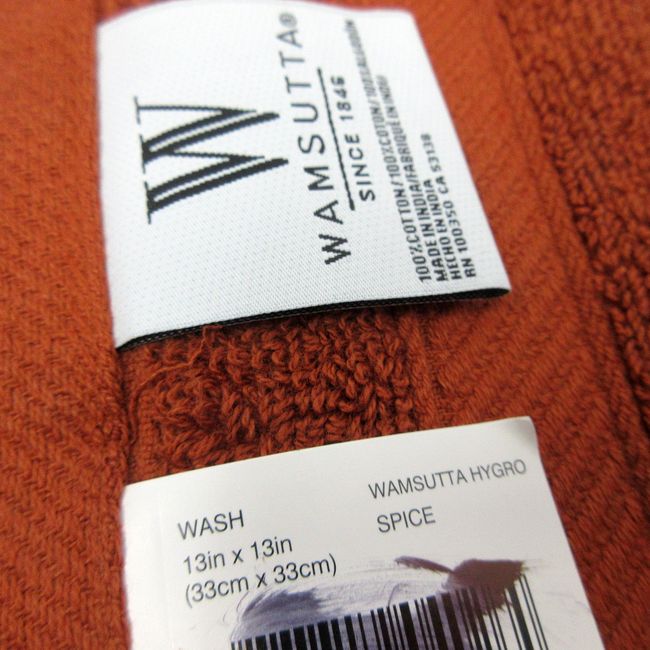 W
WAMSUTTA®
SINCE 1846
100% COTTON/100% COTON/100% ALGODÓN
MADE IN INDIA/FABRIQUÉ EN INDE/
HECHO EN INDIA
RN 100350 CA 53138
WASH
13in x 13in
(33cm x 33cm)
WAMSUTTA HYGRO
SPICE